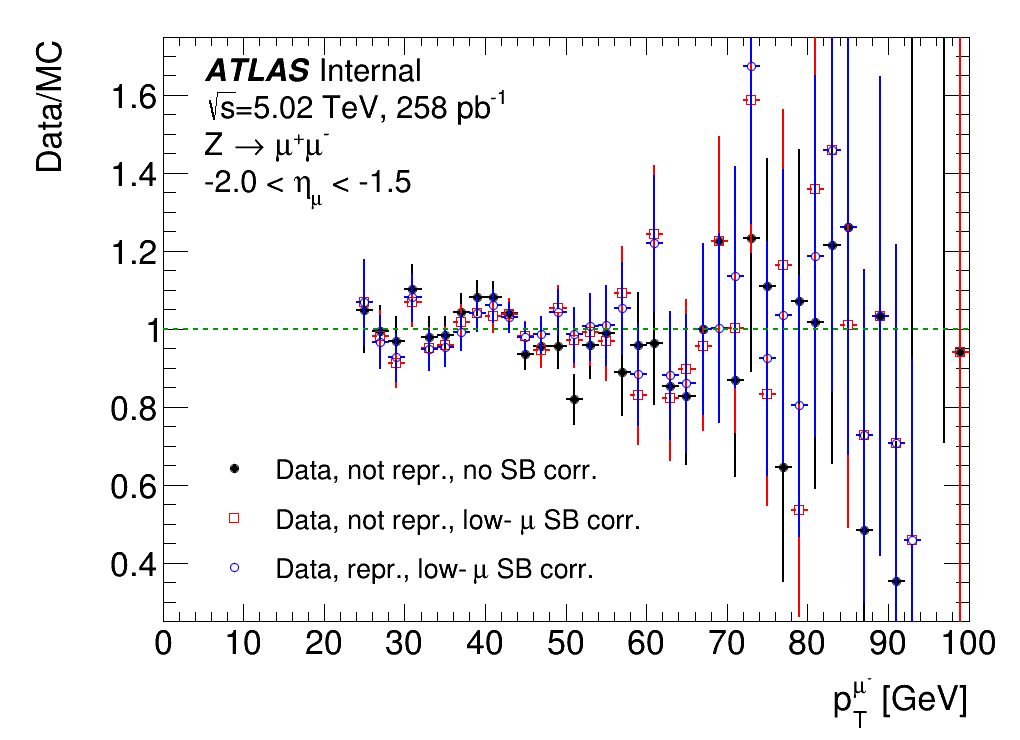 Data/MC
ATLAS Internal
√s=5.02 TeV, 258 pb⁻¹
Z → μ⁺μ⁻
-2.0 < η_μ < -1.5
1.6
1.4
1.2
1
0.8
0.6
0.4
Data, not repr., no SB corr.
Data, not repr., low- μ SB corr.
Data, repr., low- μ SB corr.
0 10 20 30 40 50 60 70 80 90 100
p_T^μ⁻ [GeV]